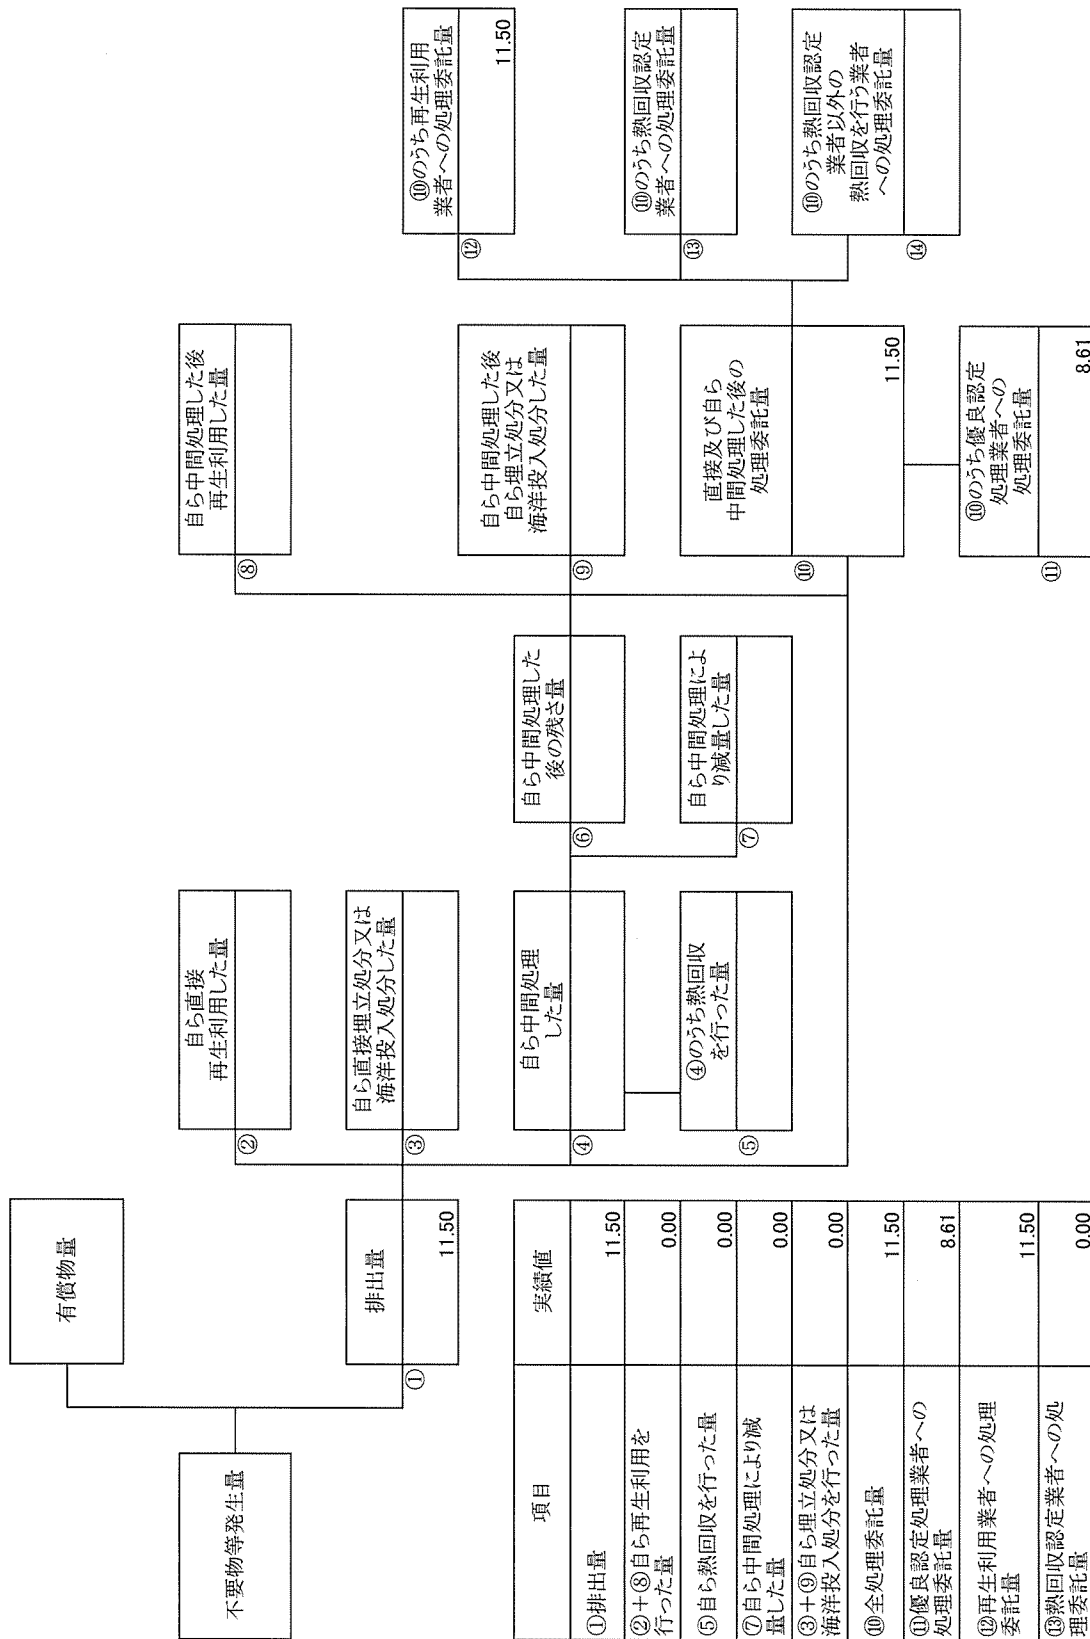 不要物等発生量
有償物量
排出量
①
11.50
②
自ら直接
再生利用した量
③
自ら直接埋立処分又は
海洋投入処分した量
④
自ら中間処理
した量
⑤
④のうち熱回収
を行った量
⑥
自ら中間処理した
後の残さ量
⑦
自ら中間処理によ
り減量した量
⑧
自ら中間処理した後
再生利用した量
⑨
自ら中間処理した後
自ら埋立処分又は
海洋投入処分した量
⑩
直接及び自ら
中間処理した後の
処理委託量
11.50
⑪
⑩のうち優良認定
処理業者への
処理委託量
8.61
⑫
⑩のうち再生利用
業者への処理委託量
11.50
⑬
⑩のうち熱回収認定
業者への処理委託量
⑭
⑩のうち熱回収認定
業者以外の
熱回収を行う業者
への処理委託量
項目 実績値
①排出量 11.50
②+⑧自ら再生利用を
行った量 0.00
⑤自ら熱回収を行った量 0.00
⑦自ら中間処理により減
量した量 0.00
③+⑨自ら埋立処分又は
海洋投入処分を行った量 0.00
⑩全処理委託量 11.50
⑪優良認定処理業者への
処理委託量 8.61
⑫再生利用業者への処理
委託量 11.50
⑬熱回収認定業者への処
理委託量 0.00